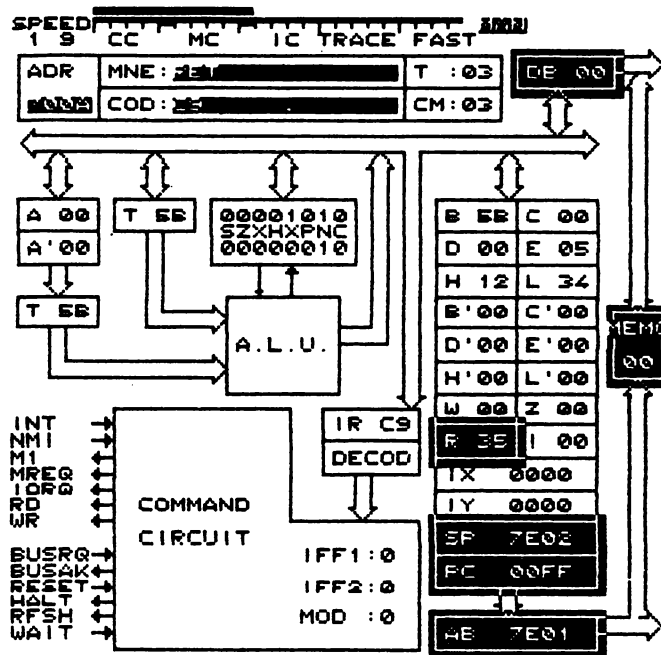 SPEED
1 9 CC MC IC TRACE FAST
ADR MNE: T :03
COD: CM:03
DB 00
A 00
A'00
T 5B
00001010
SZXHXPNC
00000010
T 5B
A.L.U.
B 5B C 00
D 00 E 05
H 12 L 34
B'00 C'00
D'00 E'00
H'00 L'00
W 00 Z 00
R 35 I 00
IX 0000
IY 0000
SP 7E02
PC 00FF
AB 7E01
MEMO
00
IR C9
DECOD
INT
NMI
M1
MREQ
IORQ
RD
WR
BUSRQ
BUSAK
RESET
HALT
RFSH
WAIT
COMMAND
CIRCUIT
IFF1:0
IFF2:0
MOD :0